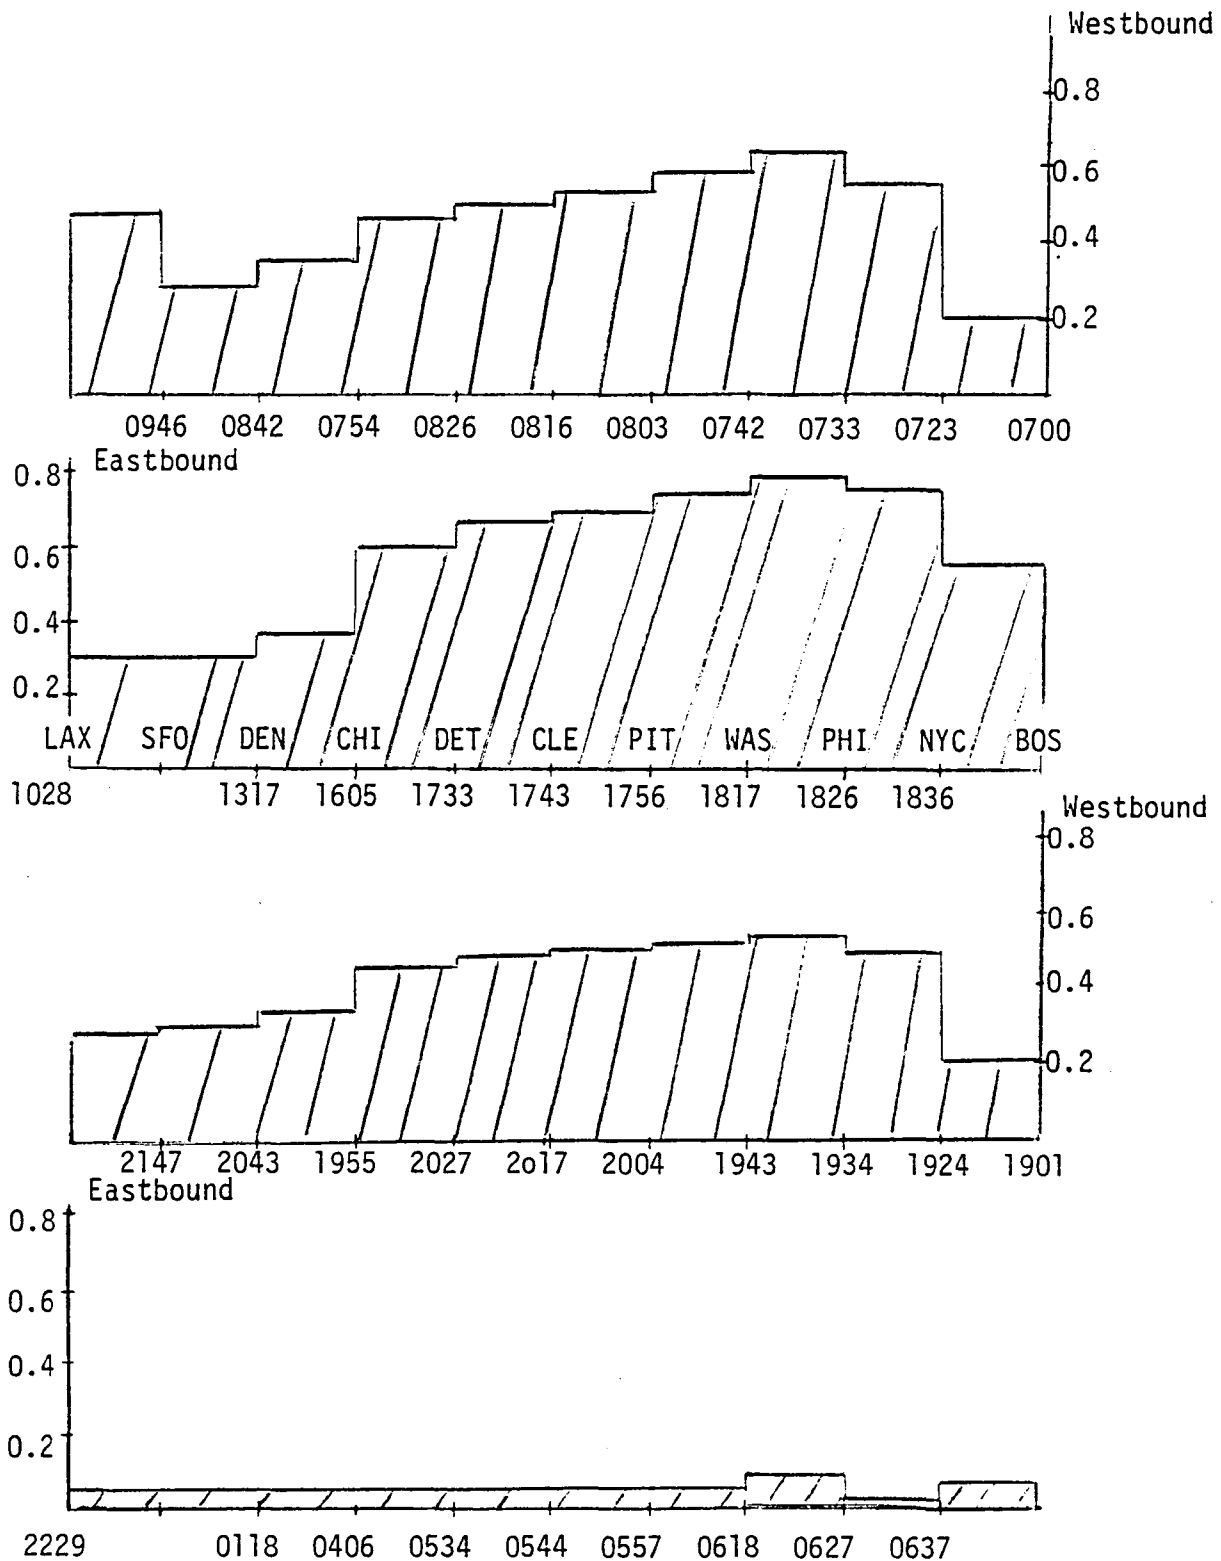 Westbound
0.8
0.6
0.4
0.2
0946 0842 0754 0826 0816 0803 0742 0733 0723 0700
Eastbound
0.8
0.6
0.4
0.2
LAX SFO DEN CHI DET CLE PIT WAS PHI NYC BOS
1028 1317 1605 1733 1743 1756 1817 1826 1836
Westbound
0.8
0.6
0.4
0.2
2147 2043 1955 2027 2o17 2004 1943 1934 1924 1901
Eastbound
0.8
0.6
0.4
0.2
2229 0118 0406 0534 0544 0557 0618 0627 0637